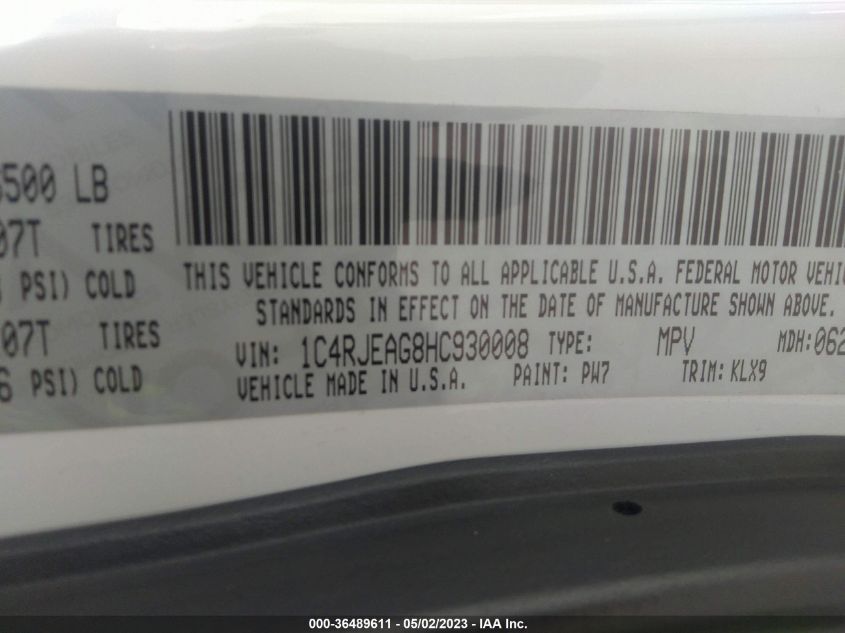 6500 LB
07T TIRES
PSI) COLD
07T TIRES
6 PSI) COLD
THIS VEHICLE CONFORMS TO ALL APPLICABLE U.S.A. FEDERAL MOTOR VEHIC
STANDARDS IN EFFECT ON THE DATE OF MANUFACTURE SHOWN ABOVE.
VIN: 1C4RJEAG8HC930008 TYPE: MPV MDH:062
VEHICLE MADE IN U.S.A. PAINT: PW7 TRIM: KLX9
000-36489611 - 05/02/2023 - IAA Inc.